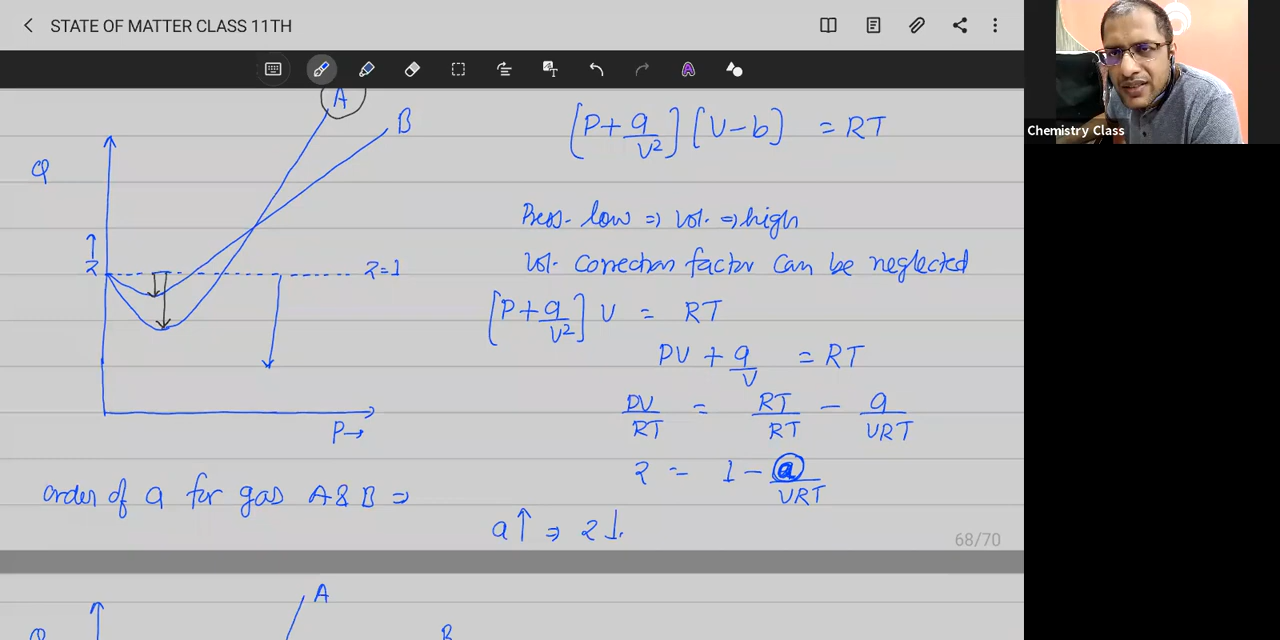 STATE OF MATTER CLASS 11TH
Chemistry Class
A
B
Q
Z
Z=1
P→
[P+a/V²] [V-b] = RT
Press. low ⇒ Vol. ⇒ high
Vol. Correction factor can be neglected
[P+a/V²] V = RT
PV + a/V = RT
PV/RT = RT/RT - a/VRT
Z = 1 - a/VRT
order of a for gas A & B ⇒
a↑ ⇒ Z↓.
68/70
A
Q
B